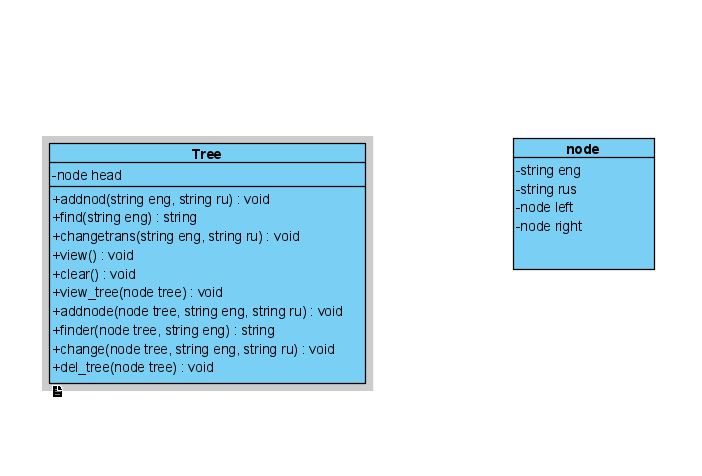 Tree
-node head
+addnod(string eng, string ru) : void
+find(string eng) : string
+changetrans(string eng, string ru) : void
+view() : void
+clear() : void
+view_tree(node tree) : void
+addnode(node tree, string eng, string ru) : void
+finder(node tree, string eng) : string
+change(node tree, string eng, string ru) : void
+del_tree(node tree) : void
node
-string eng
-string rus
-node left
-node right